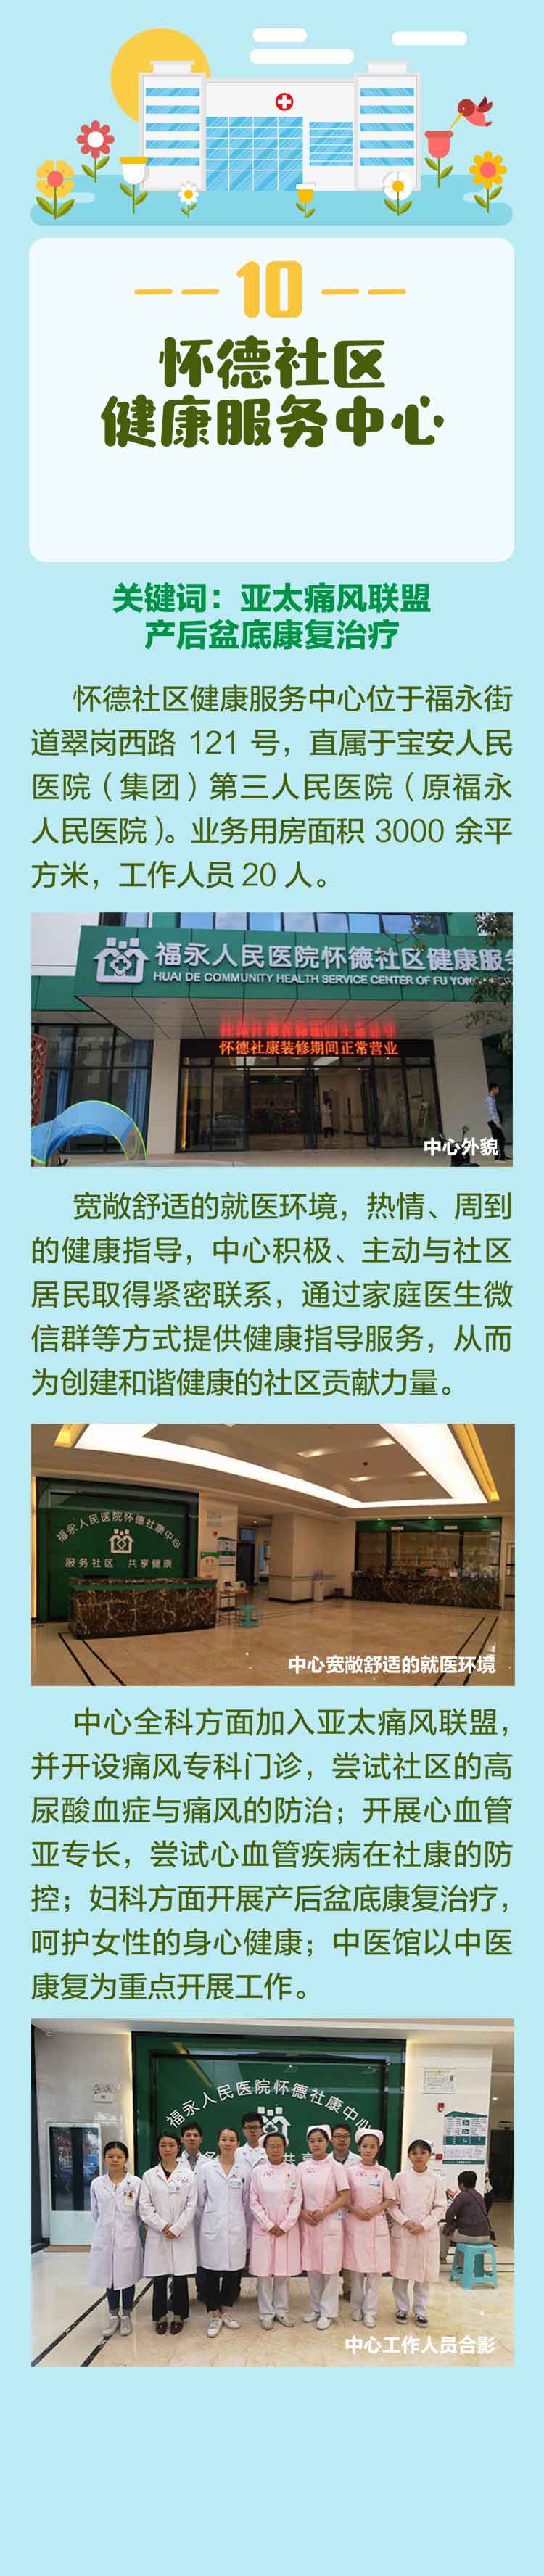 10
怀德社区
健康服务中心
关键词：亚太痛风联盟
产后盆底康复治疗
怀德社区健康服务中心位于福永街
道翠岗西路 121 号，直属于宝安人民
医院（集团）第三人民医院（原福永
人民医院）。业务用房面积 3000 余平
方米，工作人员 20 人。
福永人民医院怀德社区健康服
HUAI DE COMMUNITY HEALTH SERVICE CENTER OF FU YONG
怀德社康装修期间正常营业
中心外貌
宽敞舒适的就医环境，热情、周到
的健康指导，中心积极、主动与社区
居民取得紧密联系，通过家庭医生微
信群等方式提供健康指导服务，从而
为创建和谐健康的社区贡献力量。
福永人民医院怀德社康中心
服务社区 共享健康
中心宽敞舒适的就医环境
中心全科方面加入亚太痛风联盟，
并开设痛风专科门诊，尝试社区的高
尿酸血症与痛风的防治；开展心血管
亚专长，尝试心血管疾病在社康的防
控；妇科方面开展产后盆底康复治疗，
呵护女性的身心健康；中医馆以中医
康复为重点开展工作。
福永人民医院怀德社康中心
共享
中心工作人员合影